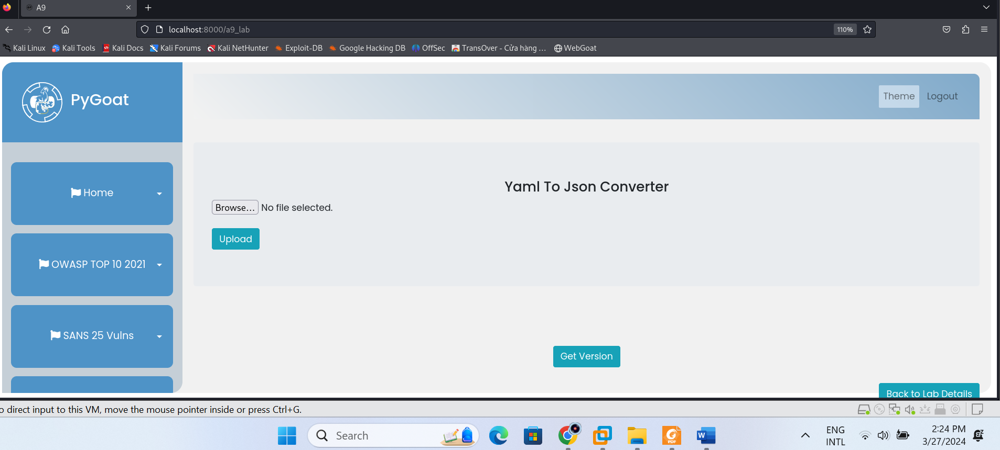 A9
localhost:8000/a9_lab
110%
Kali Linux Kali Tools Kali Docs Kali Forums Kali NetHunter Exploit-DB Google Hacking DB OffSec TransOver - Cửa hàng … WebGoat
PyGoat
Theme Logout
Home
OWASP TOP 10 2021
SANS 25 Vulns
Yaml To Json Converter
Browse… No file selected.
Upload
Get Version
Back to Lab Details
o direct input to this VM, move the mouse pointer inside or press Ctrl+G.
Search
PDF
W
ENG
INTL
2:24 PM
3/27/2024